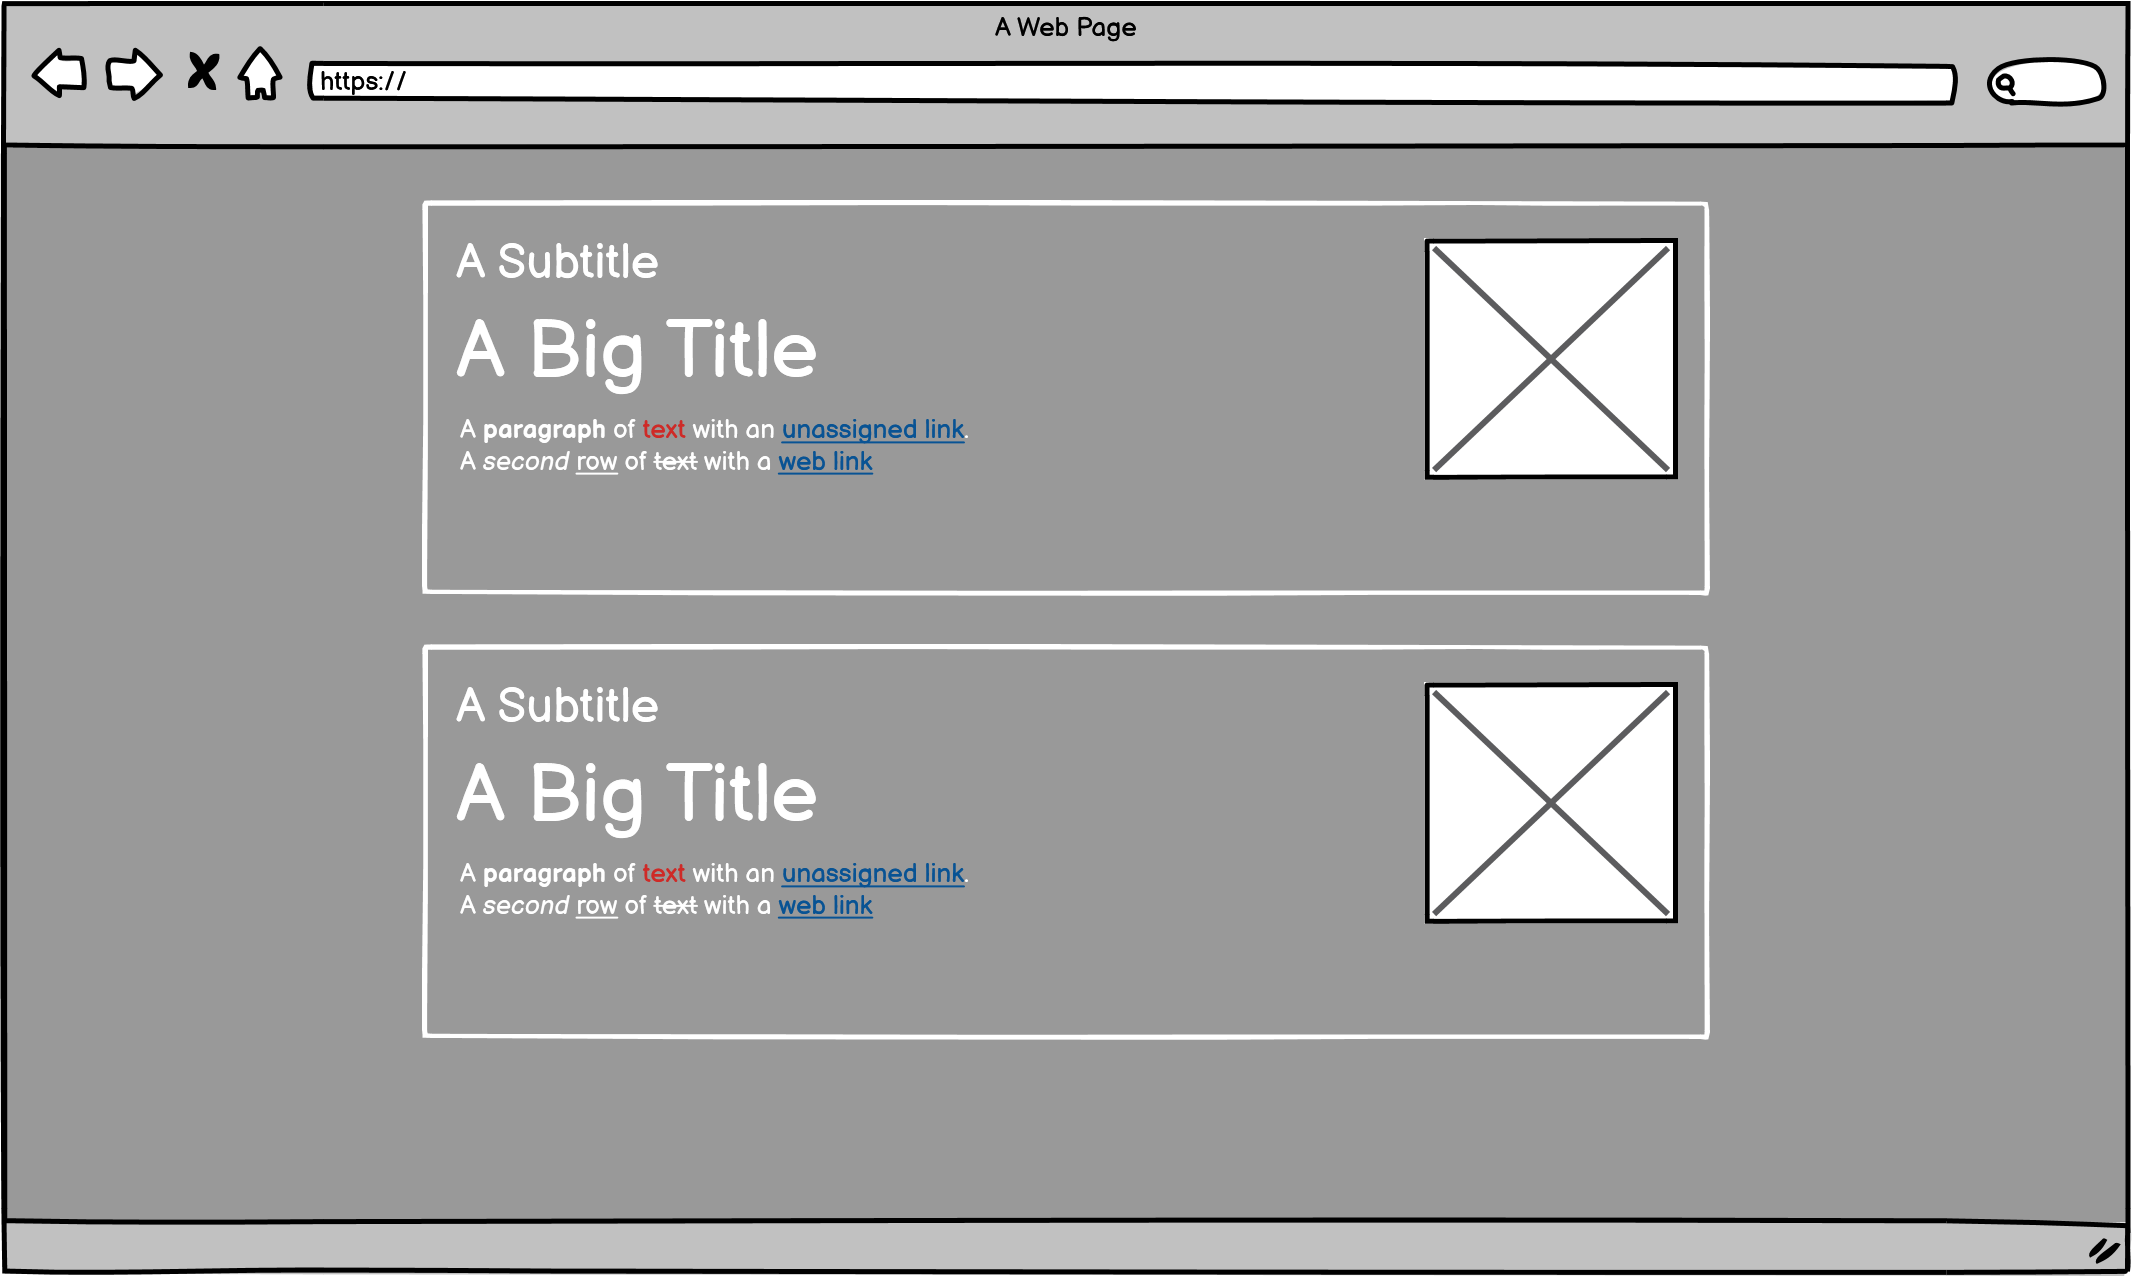 A Web Page
https://
A Subtitle
A Big Title
A paragraph of text with an unassigned link.
A second row of text with a web link
A Subtitle
A Big Title
A paragraph of text with an unassigned link.
A second row of text with a web link